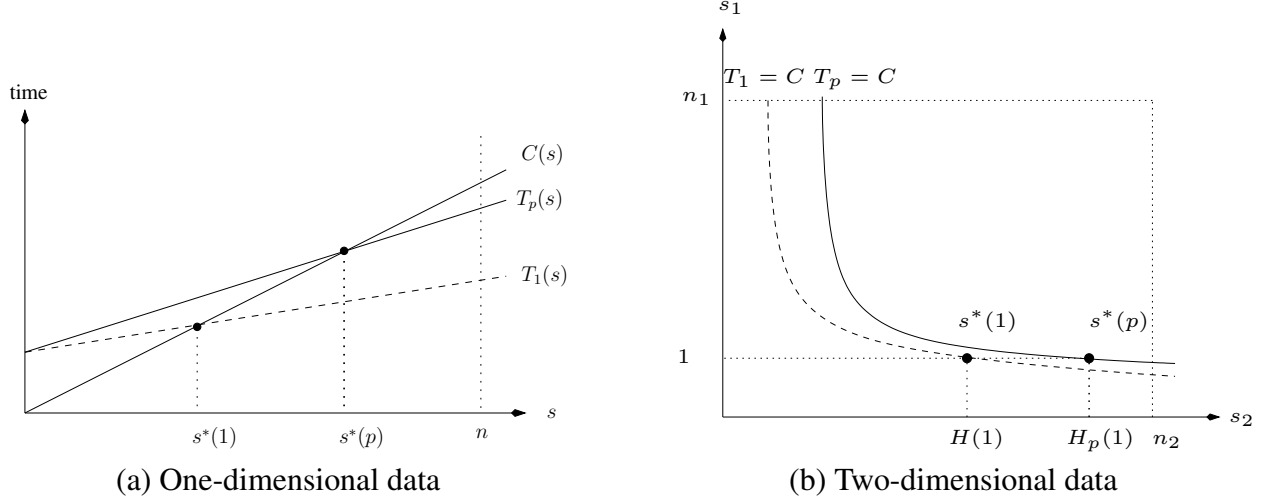 time
C(s)
T_p(s)
T_1(s)
s
s*(1)
s*(p)
n
(a) One-dimensional data
s_1
T_1 = C T_p = C
n_1
s*(1)
s*(p)
1
s_2
H(1)
H_p(1)
n_2
(b) Two-dimensional data